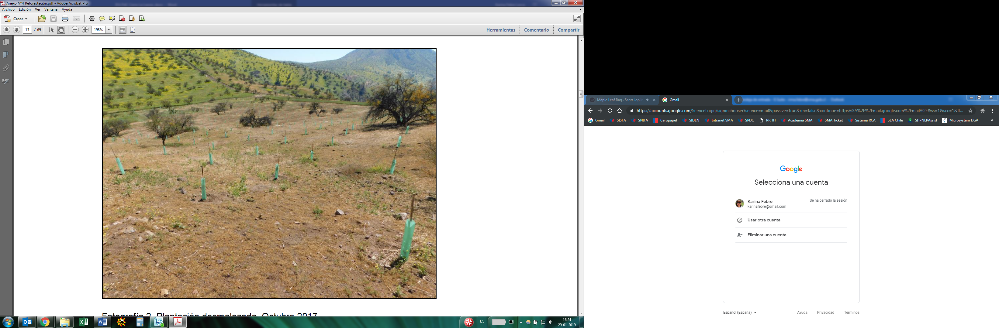 Anexo Nº4 Reforestación.pdf - Adobe Acrobat Pro
Archivo Edición Ver Ventana Ayuda
Crear
13 / 69 198%
Herramientas Comentario Compartir
Fotografía 2. Plantación desmalezada. Octubre 2017
ES
16:24
29-01-2019
Maple Leaf Rag · Scott Joplin
Gmail
https://accounts.google.com/ServiceLogin/signinchooser?service=mail&passive=true&rm=false&continue=https%3A%2F%2Fmail.google.com%2Fmail%2F&ss=1&scc=1&lt...
Gmail SISFA SNIFA Ceropapel SIDEN Intranet SMA SPDC RRHH Academia SMA SMA Ticket Sistema RCA SEA Chile SIT-NEPAssist Microsystem DGA »
Google
Selecciona una cuenta
Karina Febre Se ha cerrado la sesión
karinafebre@gmail.com
Usar otra cuenta
Eliminar una cuenta
Español (España) Ayuda Privacidad Términos